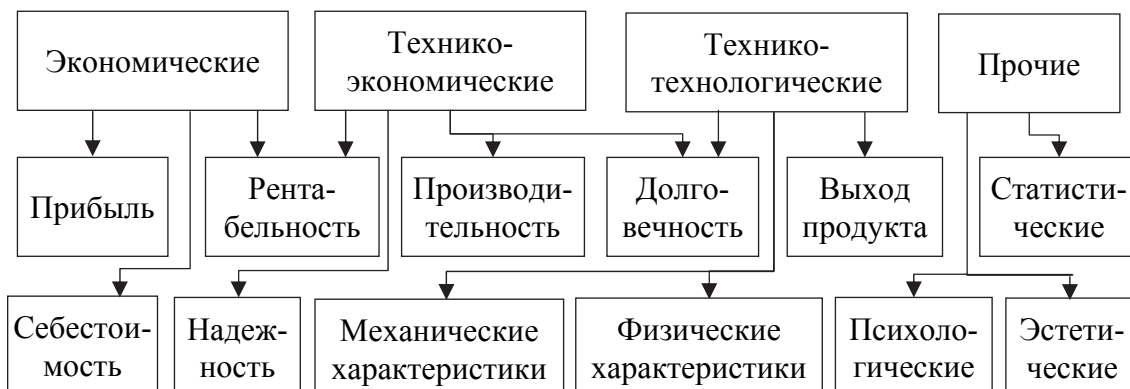 Экономические
Технико-
экономические
Технико-
технологические
Прочие
Прибыль
Рента-
бельность
Производи-
тельность
Долго-
вечность
Выход
продукта
Статисти-
ческие
Себестои-
мость
Надеж-
ность
Механические
характеристики
Физические
характеристики
Психоло-
гические
Эстети-
ческие